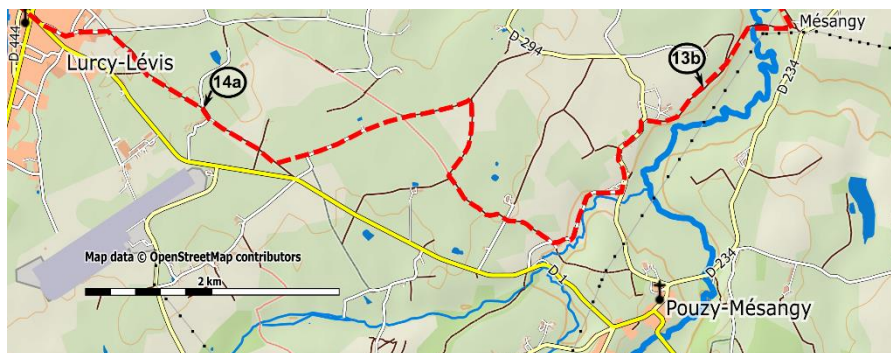 Mésangy
D 444
Lurcy-Lévis
D 294
13b
D 234
14a
Map data © OpenStreetMap contributors
2 km
D 1
D 234
Pouzy-Mésangy